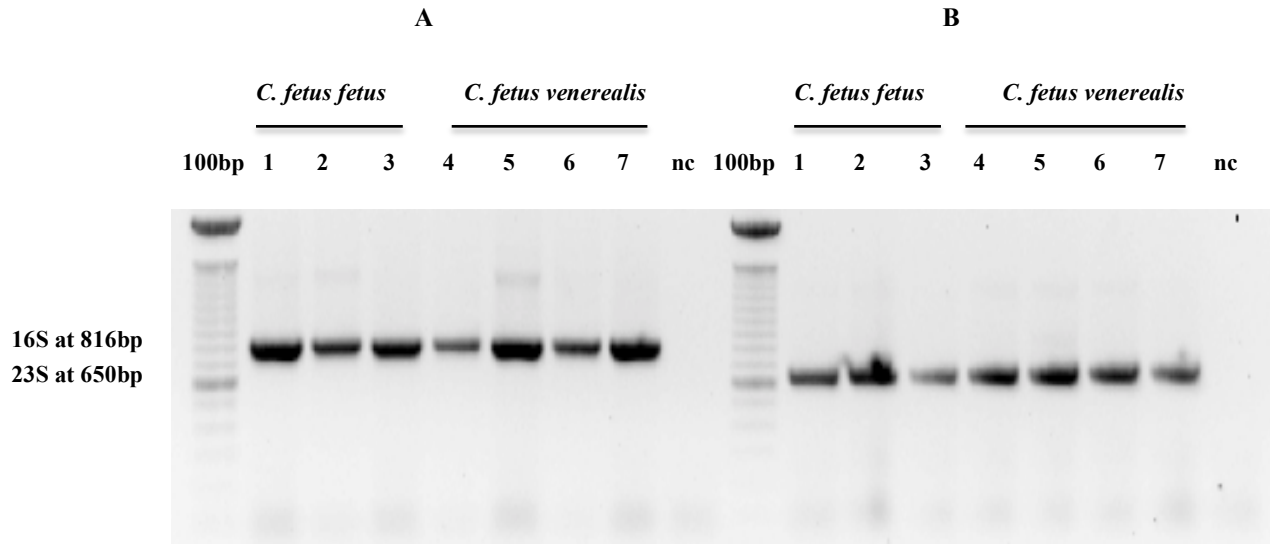 A B
C. fetus fetus C. fetus venerealis C. fetus fetus C. fetus venerealis
100bp 1 2 3 4 5 6 7 nc 100bp 1 2 3 4 5 6 7 nc
16S at 816bp
23S at 650bp